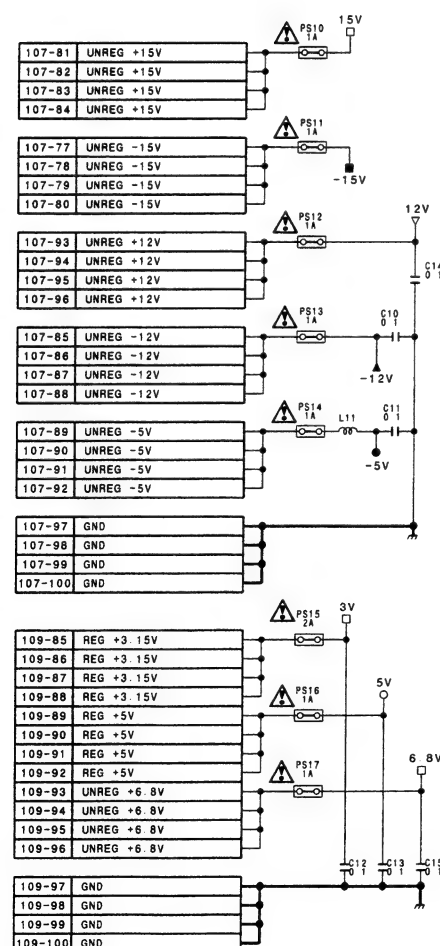 15V
PS10
1A
107-81 UNREG +15V
107-82 UNREG +15V
107-83 UNREG +15V
107-84 UNREG +15V
PS11
1A
107-77 UNREG -15V
107-78 UNREG -15V
107-79 UNREG -15V
107-80 UNREG -15V
-15V
12V
PS12
1A
107-93 UNREG +12V
107-94 UNREG +12V
107-95 UNREG +12V
107-96 UNREG +12V
C14
0 1
PS13
1A
C10
0 1
107-85 UNREG -12V
107-86 UNREG -12V
107-87 UNREG -12V
107-88 UNREG -12V
-12V
PS14
1A
L11
C11
0 1
107-89 UNREG -5V
107-90 UNREG -5V
107-91 UNREG -5V
107-92 UNREG -5V
-5V
107-97 GND
107-98 GND
107-99 GND
107-100 GND
3V
PS15
2A
109-85 REG +3.15V
109-86 REG +3.15V
109-87 REG +3.15V
109-88 REG +3.15V
5V
PS16
1A
109-89 REG +5V
109-90 REG +5V
109-91 REG +5V
109-92 REG +5V
6.8V
PS17
1A
109-93 UNREG +6.8V
109-94 UNREG +6.8V
109-95 UNREG +6.8V
109-96 UNREG +6.8V
C12
0 1
C13
0 1
C15
0 1
109-97 GND
109-98 GND
109-99 GND
109-100 GND